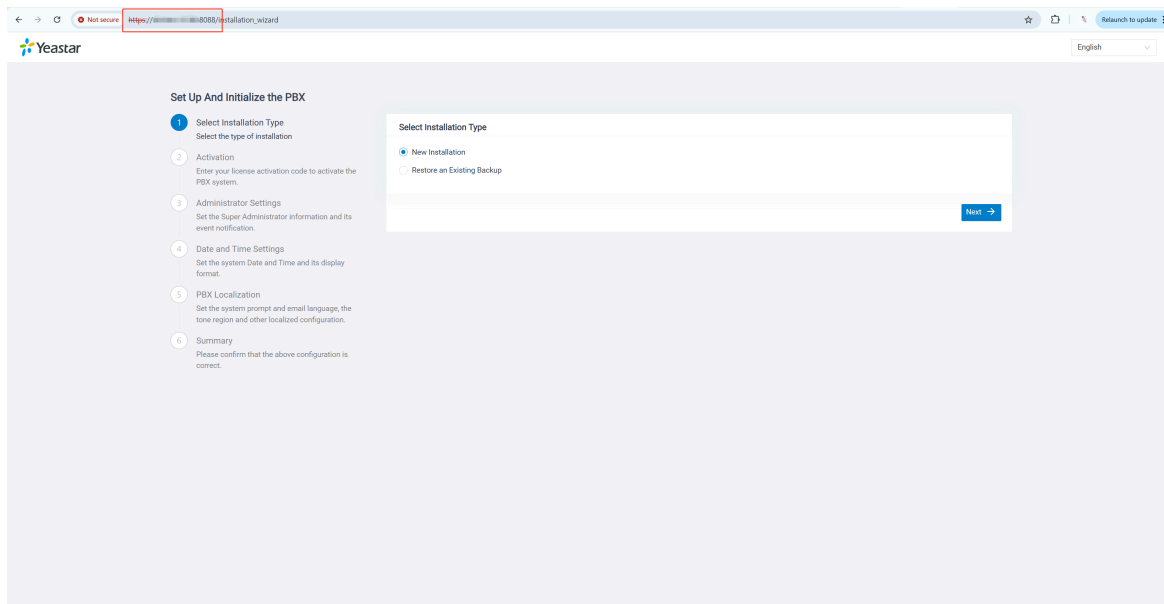 Not secure https:// 8088/installation_wizard
Relaunch to update
Yeastar
English
Set Up And Initialize the PBX
1 Select Installation Type
Select the type of installation
2 Activation
Enter your license activation code to activate the
PBX system.
3 Administrator Settings
Set the Super Administrator information and its
event notification.
4 Date and Time Settings
Set the system Date and Time and its display
format.
5 PBX Localization
Set the system prompt and email language, the
tone region and other localized configuration.
6 Summary
Please confirm that the above configuration is
correct.
Select Installation Type
New Installation
Restore an Existing Backup
Next